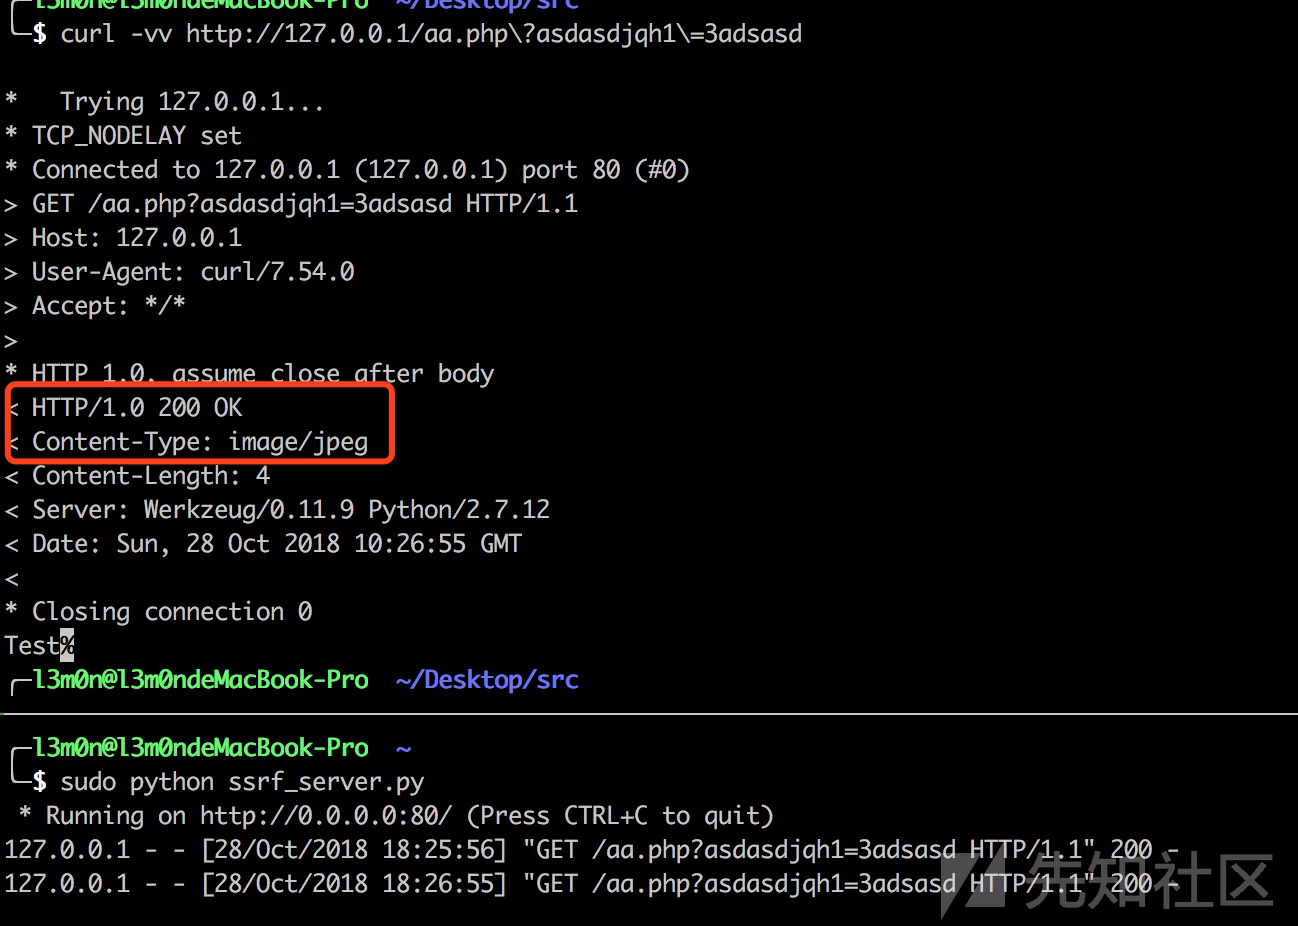 l3m0n@l3m0ndeMacBook-Pro ~/Desktop/src
$ curl -vv http://127.0.0.1/aa.php\?asdasdjqh1\=3adsasd
* Trying 127.0.0.1...
* TCP_NODELAY set
* Connected to 127.0.0.1 (127.0.0.1) port 80 (#0)
> GET /aa.php?asdasdjqh1=3adsasd HTTP/1.1
> Host: 127.0.0.1
> User-Agent: curl/7.54.0
> Accept: */*
>
* HTTP 1.0, assume close after body
< HTTP/1.0 200 OK
< Content-Type: image/jpeg
< Content-Length: 4
< Server: Werkzeug/0.11.9 Python/2.7.12
< Date: Sun, 28 Oct 2018 10:26:55 GMT
<
* Closing connection 0
Test%
l3m0n@l3m0ndeMacBook-Pro ~/Desktop/src
l3m0n@l3m0ndeMacBook-Pro ~
$ sudo python ssrf_server.py
* Running on http://0.0.0.0:80/ (Press CTRL+C to quit)
127.0.0.1 - - [28/Oct/2018 18:25:56] "GET /aa.php?asdasdjqh1=3adsasd HTTP/1.1" 200 -
127.0.0.1 - - [28/Oct/2018 18:26:55] "GET /aa.php?asdasdjqh1=3adsasd HTTP/1.1" 200 -
先知社区